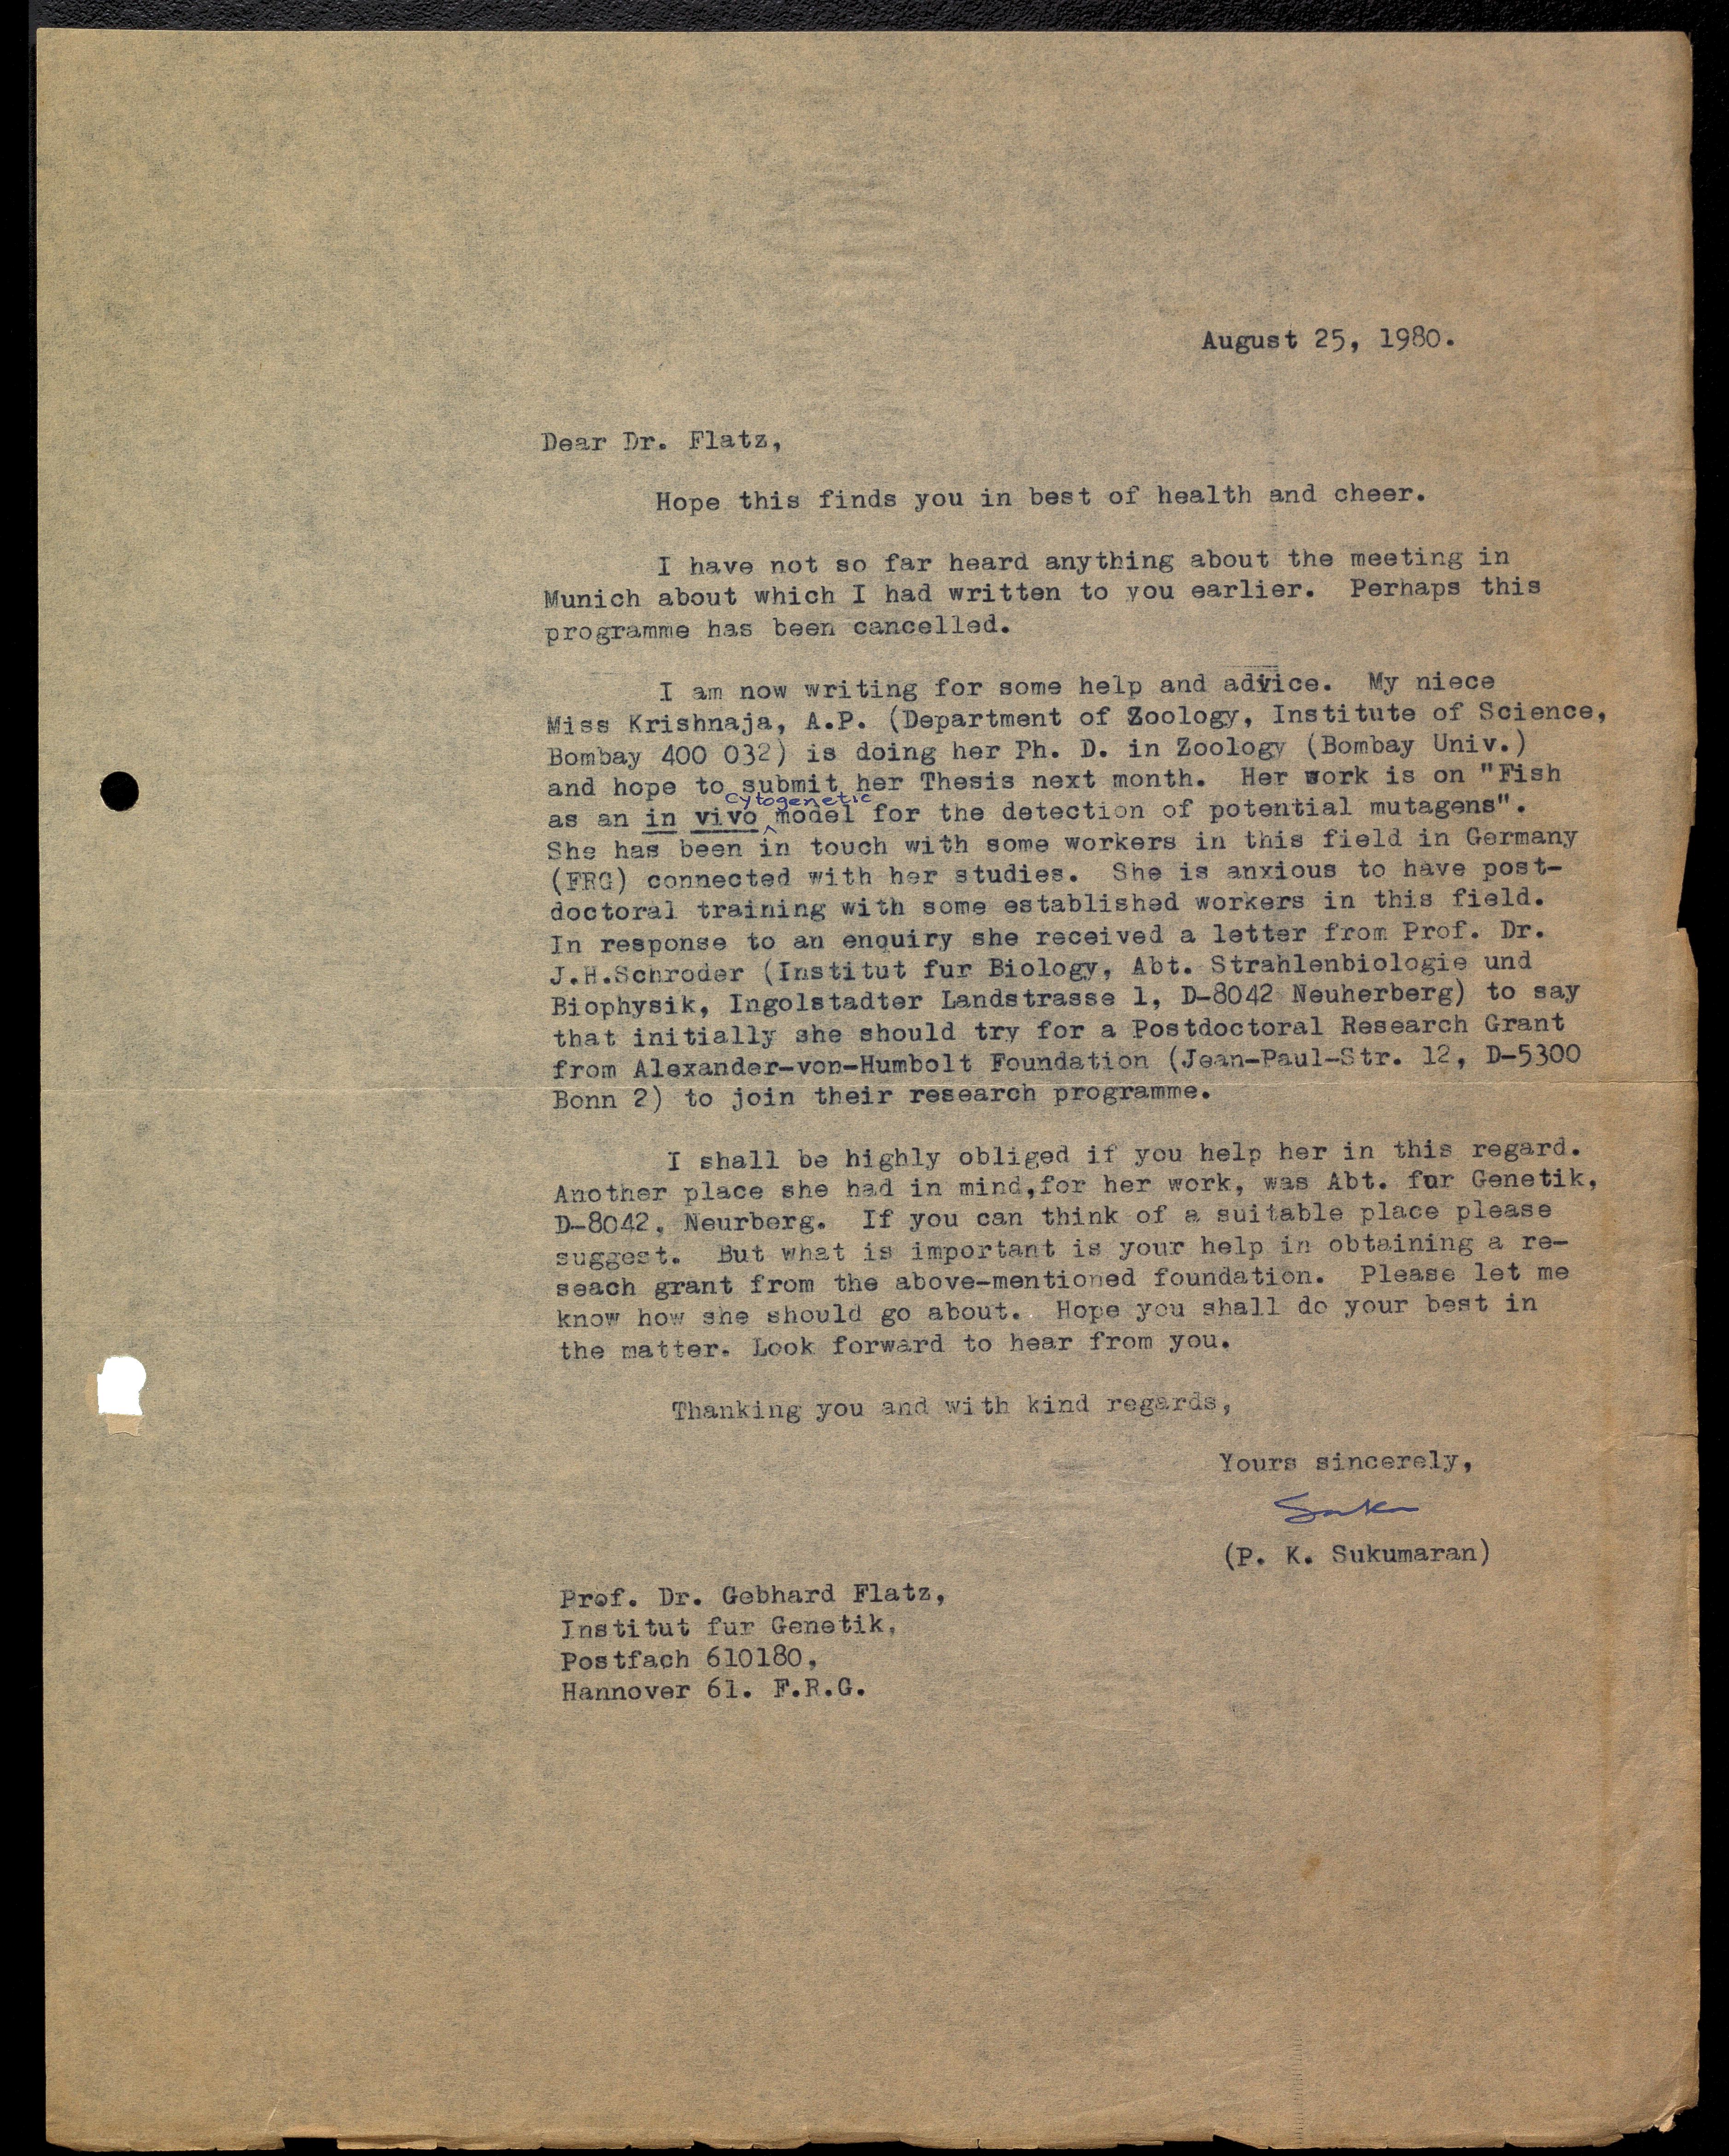 August 25, 1980.
Dear Dr. Flatz,
Hope this finds you in best of health and cheer.
I have not so far heard anything about the meeting in
Munich about which I had written to you earlier. Perhaps this
programme has been cancelled.
I am now writing for some help and advice. My niece
Miss Krishnaja, A.P. (Department of Zoology, Institute of Science,
Bombay 400 032) is doing her Ph. D. in Zoology (Bombay Univ.)
and hope to submit her Thesis next month. Her work is on "Fish
cytogenetic
as an in vivo model for the detection of potential mutagens".
She has been in touch with some workers in this field in Germany
(FRG) connected with her studies. She is anxious to have post-
doctoral training with some established workers in this field.
In response to an enquiry she received a letter from Prof. Dr.
J.H.Schroder (Institut fur Biology, Abt. Strahlenbiologie und
Biophysik, Ingolstadter Landstrasse 1, D-8042 Neuherberg) to say
that initially she should try for a Postdoctoral Research Grant
from Alexander-von-Humbolt Foundation (Jean-Paul-Str. 12, D-5300
Bonn 2) to join their research programme.
I shall be highly obliged if you help her in this regard.
Another place she had in mind,for her work, was Abt. fur Genetik,
D-8042, Neurberg. If you can think of a suitable place please
suggest. But what is important is your help in obtaining a re-
seach grant from the above-mentioned foundation. Please let me
know how she should go about. Hope you shall do your best in
the matter. Look forward to hear from you.
Thanking you and with kind regards,
Yours sincerely,
(P. K. Sukumaran)
Prof. Dr. Gebhard Flatz,
Institut fur Genetik,
Postfach 610180,
Hannover 61. F.R.G.